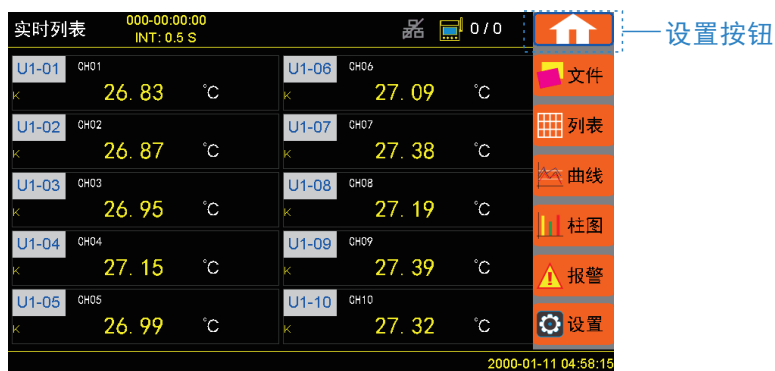 实时列表
000-00:00:00
INT: 0.5 S
0 / 0
设置按钮
U1-01 CH01
K 26.83 ℃
U1-06 CH06
K 27.09 ℃
文件
U1-02 CH02
K 26.87 ℃
U1-07 CH07
K 27.38 ℃
列表
U1-03 CH03
K 26.95 ℃
U1-08 CH08
K 27.19 ℃
曲线
U1-04 CH04
K 27.15 ℃
U1-09 CH09
K 27.39 ℃
柱图
U1-05 CH05
K 26.99 ℃
U1-10 CH10
K 27.32 ℃
报警
设置
2000-01-11 04:58:15